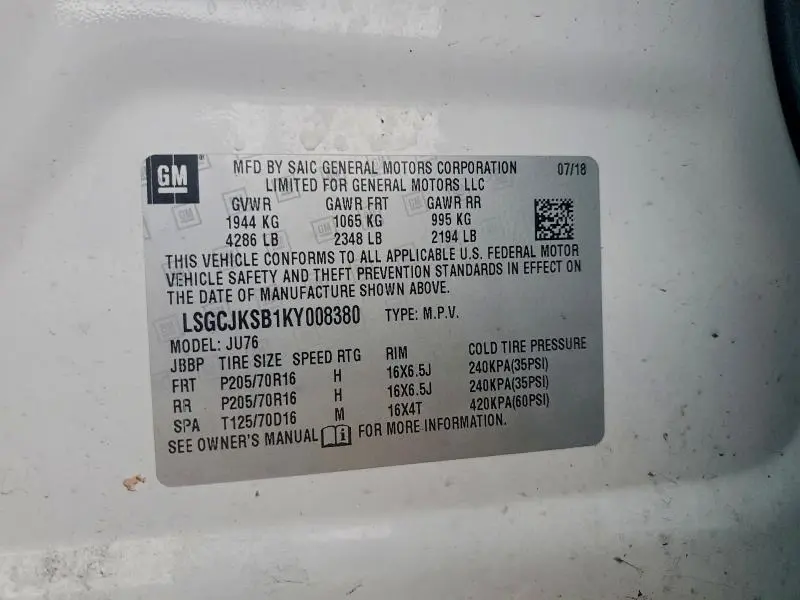 GM
MFD BY SAIC GENERAL MOTORS CORPORATION 07/18
LIMITED FOR GENERAL MOTORS LLC
GVWR GAWR FRT GAWR RR
1944 KG 1065 KG 995 KG
4286 LB 2348 LB 2194 LB
THIS VEHICLE CONFORMS TO ALL APPLICABLE U.S. FEDERAL MOTOR
VEHICLE SAFETY AND THEFT PREVENTION STANDARDS IN EFFECT ON
THE DATE OF MANUFACTURE SHOWN ABOVE.
LSGCJKSB1KY008380 TYPE: M.P.V.
MODEL: JU76
JBBP TIRE SIZE SPEED RTG RIM COLD TIRE PRESSURE
FRT P205/70R16 H 16X6.5J 240KPA(35PSI)
RR P205/70R16 H 16X6.5J 240KPA(35PSI)
SPA T125/70D16 M 16X4T 420KPA(60PSI)
SEE OWNER'S MANUAL FOR MORE INFORMATION.